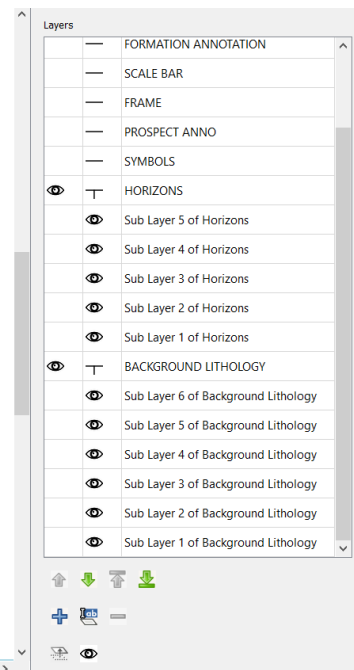 Layers
FORMATION ANNOTATION
SCALE BAR
FRAME
PROSPECT ANNO
SYMBOLS
HORIZONS
Sub Layer 5 of Horizons
Sub Layer 4 of Horizons
Sub Layer 3 of Horizons
Sub Layer 2 of Horizons
Sub Layer 1 of Horizons
BACKGROUND LITHOLOGY
Sub Layer 6 of Background Lithology
Sub Layer 5 of Background Lithology
Sub Layer 4 of Background Lithology
Sub Layer 3 of Background Lithology
Sub Layer 2 of Background Lithology
Sub Layer 1 of Background Lithology
ab